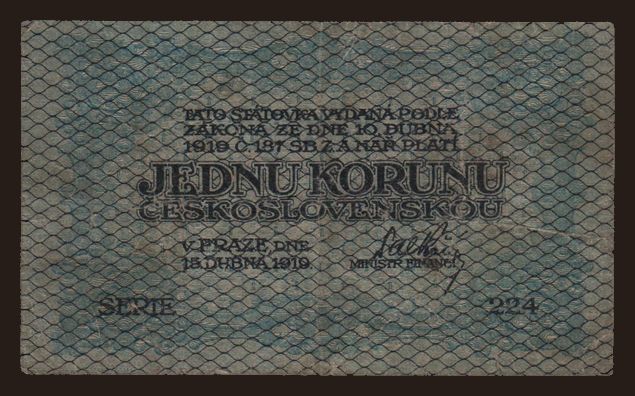 TATO STÁTOVKA VYDANÁ PODLE
ZÁKONA ZE DNE 10. DUBNA
1919 Č. 187 SB. Z. A NAŘ. PLATÍ
JEDNU KORUNU
ČESKOSLOVENSKOU
V PRAZE DNE
15. DUBNA 1919
MINISTR FINANCÍ
SERIE 224